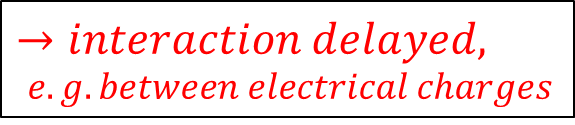 → interaction delayed,
e.g. between electrical charges